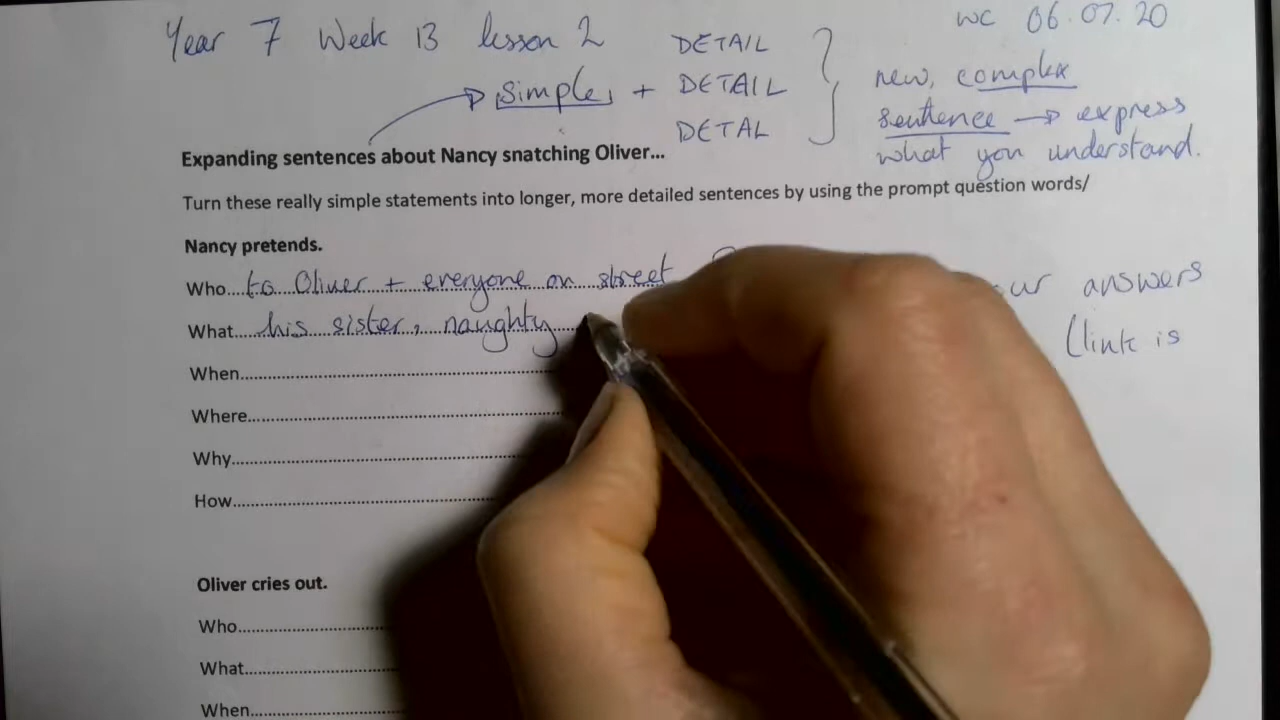 Year 7 Week 13 lesson 2
wc 06.07.20
DETAIL
simple + DETAIL
DETAL
new, complex
sentence → express
what you understand.
Expanding sentences about Nancy snatching Oliver...
Turn these really simple statements into longer, more detailed sentences by using the prompt question words/
Nancy pretends.
Who...to Oliver + everyone on street
answers
What...his sister, naughty
(link is
When
Where
Why
How
Oliver cries out.
Who
What
When